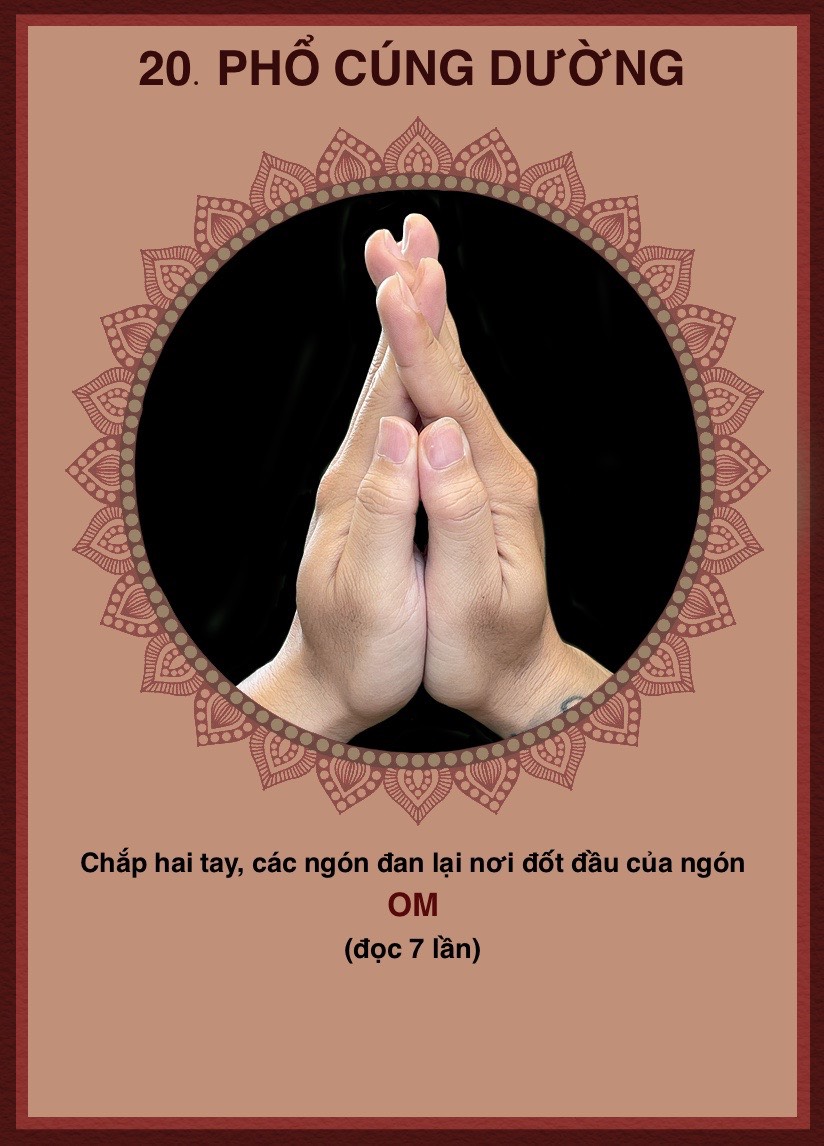 20. PHỔ CÚNG DƯỜNG
Chắp hai tay, các ngón đan lại nơi đốt đầu của ngón
OM
(đọc 7 lần)